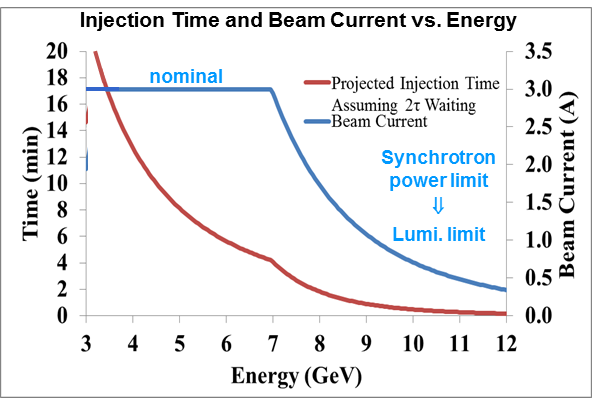 Injection Time and Beam Current vs. Energy
20
18
16
14
12
10
8
6
4
2
0
Time (min)
nominal
Projected Injection Time
Assuming 2τ Waiting
Beam Current
Synchrotron
power limit
⇓
Lumi. limit
3.5
3.0
2.5
2.0
1.5
1.0
0.5
0.0
Beam Current (A)
3 4 5 6 7 8 9 10 11 12
Energy (GeV)